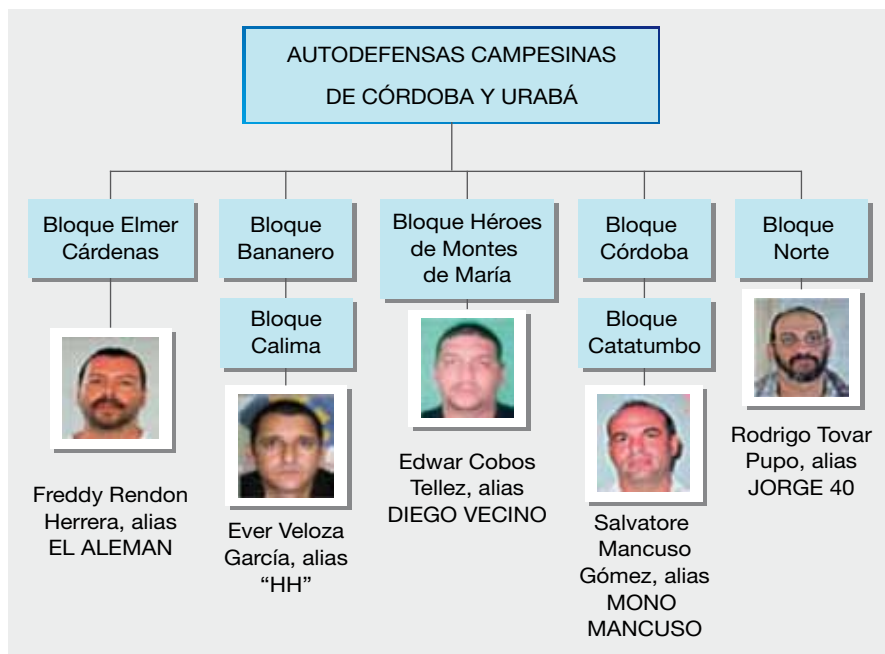 AUTODEFENSAS CAMPESINAS
DE CÓRDOBA Y URABÁ
Bloque Elmer
Cárdenas
Freddy Rendon
Herrera, alias
EL ALEMAN
Bloque
Bananero
Bloque
Calima
Ever Veloza
García, alias
“HH”
Bloque Héroes
de Montes
de María
Edwar Cobos
Tellez, alias
DIEGO VECINO
Bloque
Córdoba
Bloque
Catatumbo
Salvatore
Mancuso
Gómez, alias
MONO
MANCUSO
Bloque
Norte
Rodrigo Tovar
Pupo, alias
JORGE 40